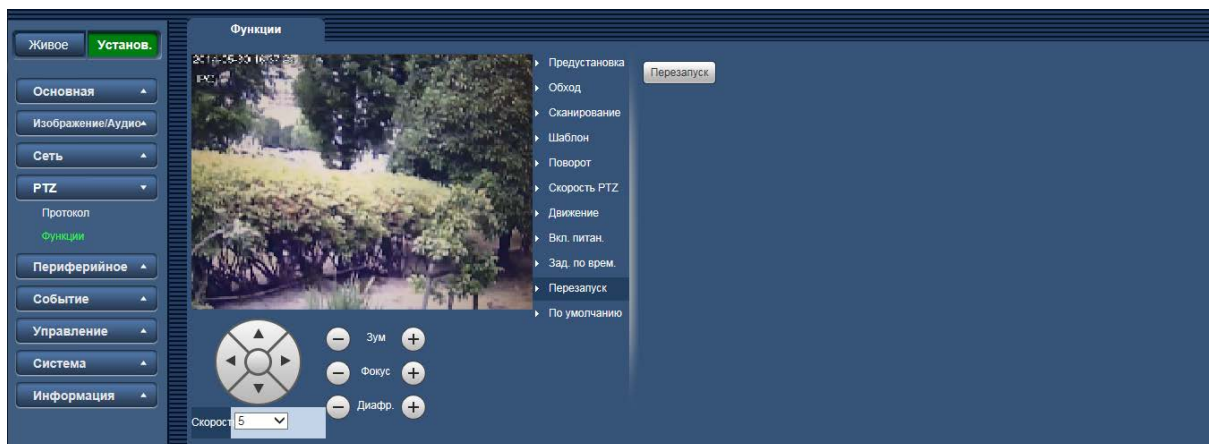 Живое
Установ.
Основная
Изображение/Аудио
Сеть
PTZ
Протокол
Функции
Периферийное
Событие
Управление
Система
Информация
Функции
IPC
Зум
Фокус
Диафр.
Скорост 5
Предустановка
Обход
Сканирование
Шаблон
Поворот
Скорость PTZ
Движение
Вкл. питан.
Зад. по врем.
Перезапуск
По умолчанию
Перезапуск